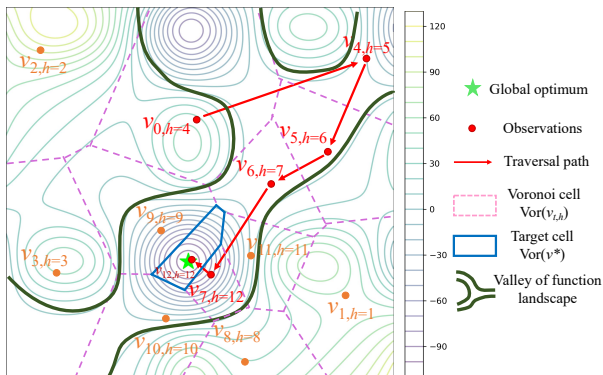 v4,h=5
v2,h=2
v0,h=4
v5,h=6
v6,h=7
v9,h=9
v11,h=11
v3,h=3
v12,h=12
v7,h=12
v1,h=1
v8,h=8
v10,h=10
120
90
60
30
0
−30
−60
−90
Global optimum
Observations
Traversal path
Voronoi cell
Vor(vt,h)
Target cell
Vor(v*)
Valley of function
landscape